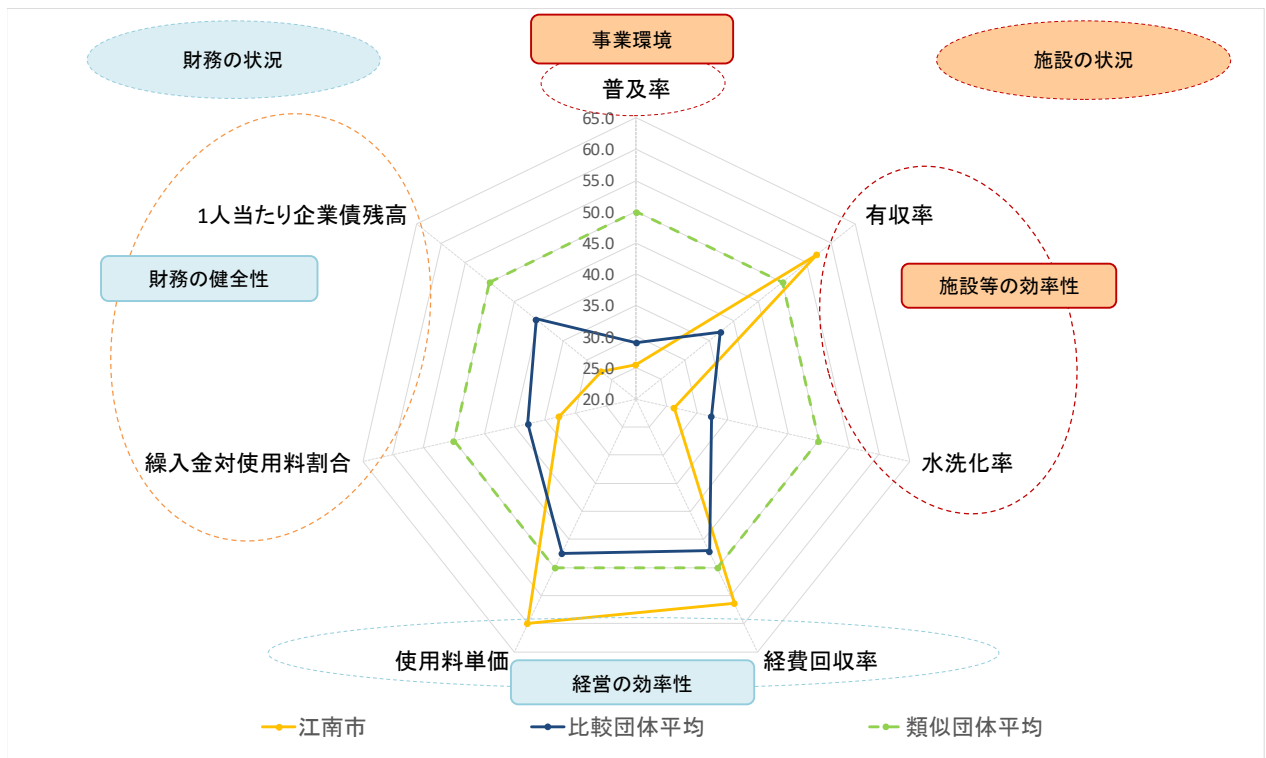 財務の状況
事業環境
施設の状況
普及率
65.0
60.0
55.0
50.0
45.0
40.0
35.0
30.0
25.0
20.0
1人当たり企業債残高
有収率
財務の健全性
施設等の効率性
繰入金対使用料割合
水洗化率
使用料単価
経費回収率
経営の効率性
江南市
比較団体平均
類似団体平均